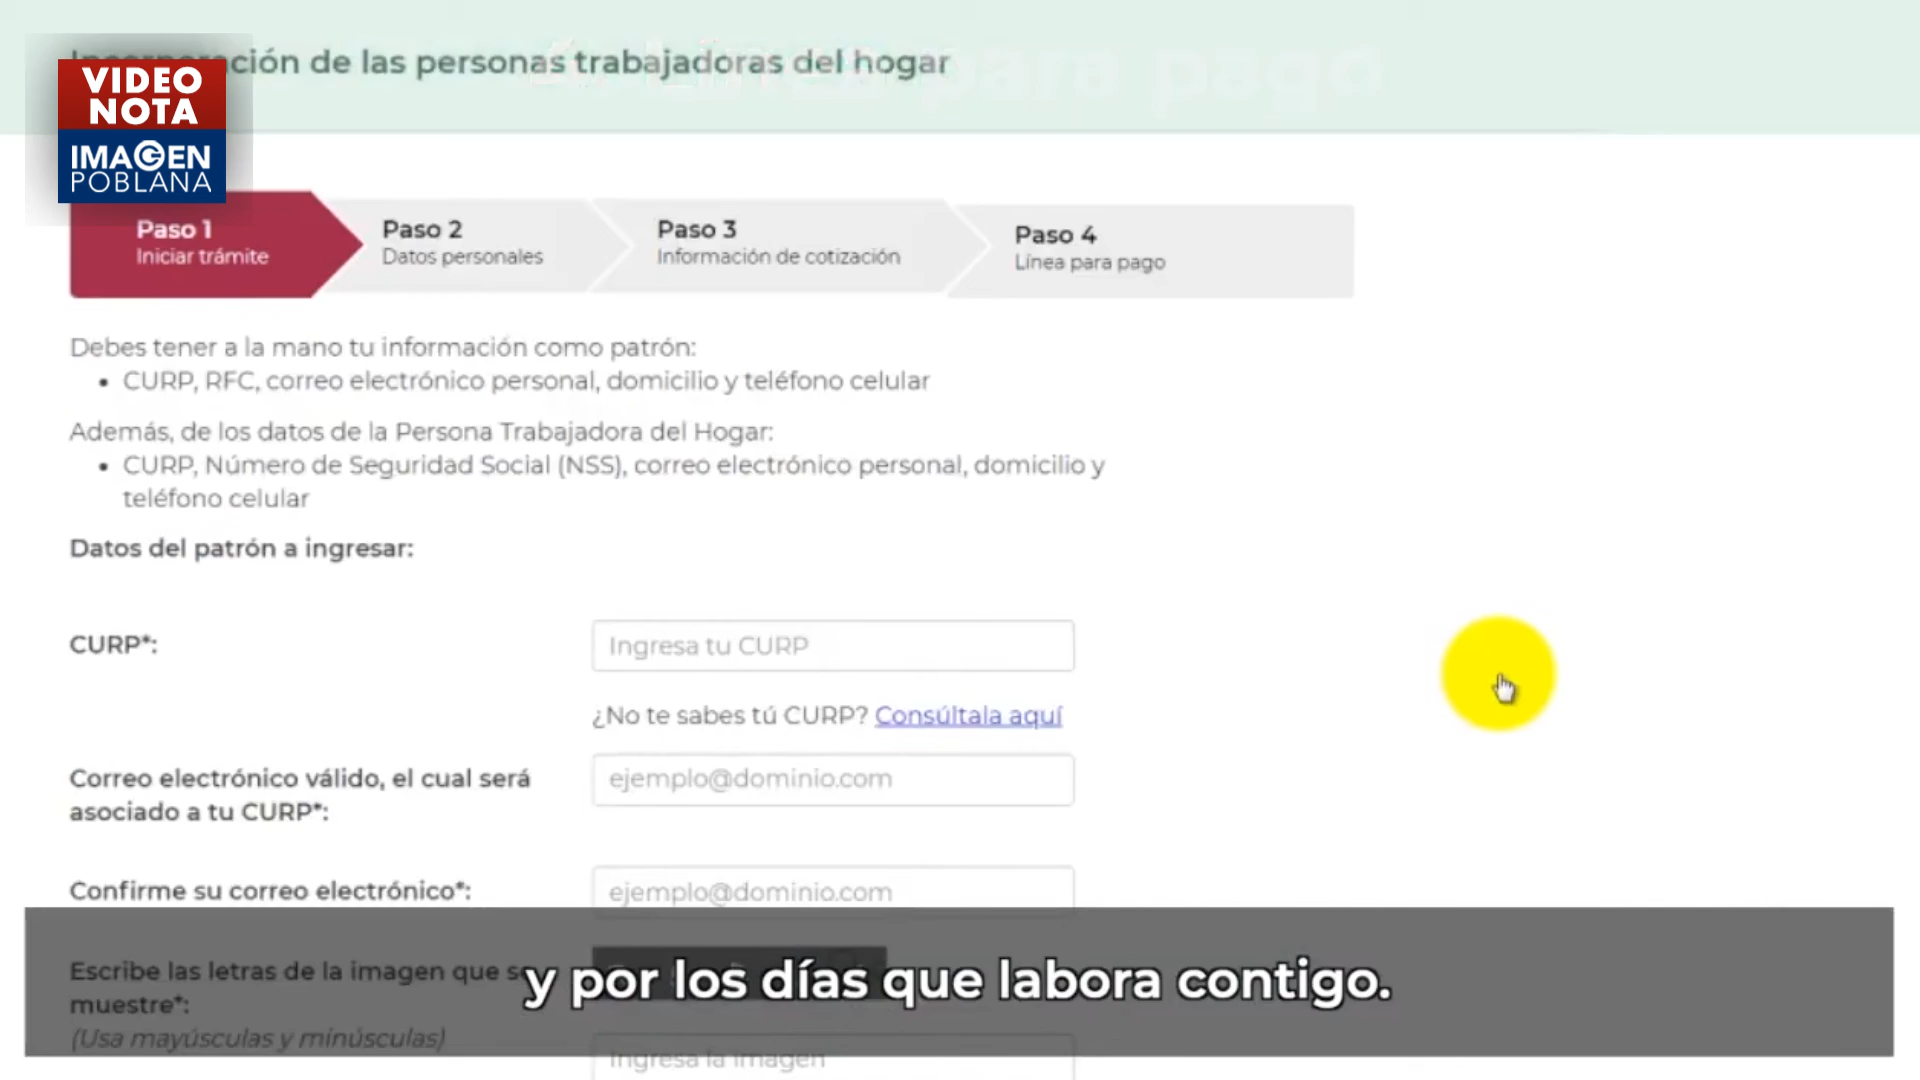 Incorporación de las personas trabajadoras del hogar
para pago
VIDEO
NOTA
IMAGEN
POBLANA
Paso 1
Iniciar trámite
Paso 2
Datos personales
Paso 3
Información de cotización
Paso 4
Línea para pago
Debes tener a la mano tu información como patrón:
• CURP, RFC, correo electrónico personal, domicilio y teléfono celular
Además, de los datos de la Persona Trabajadora del Hogar:
• CURP, Número de Seguridad Social (NSS), correo electrónico personal, domicilio y
teléfono celular
Datos del patrón a ingresar:
CURP*:
Ingresa tu CURP
¿No te sabes tú CURP? Consúltala aquí
Correo electrónico válido, el cual será
asociado a tu CURP*:
ejemplo@dominio.com
Confirme su correo electrónico*:
ejemplo@dominio.com
Escribe las letras de la imagen que se
muestre*:
(Usa mayúsculas y minúsculas)
Ingresa la imagen
y por los días que labora contigo.